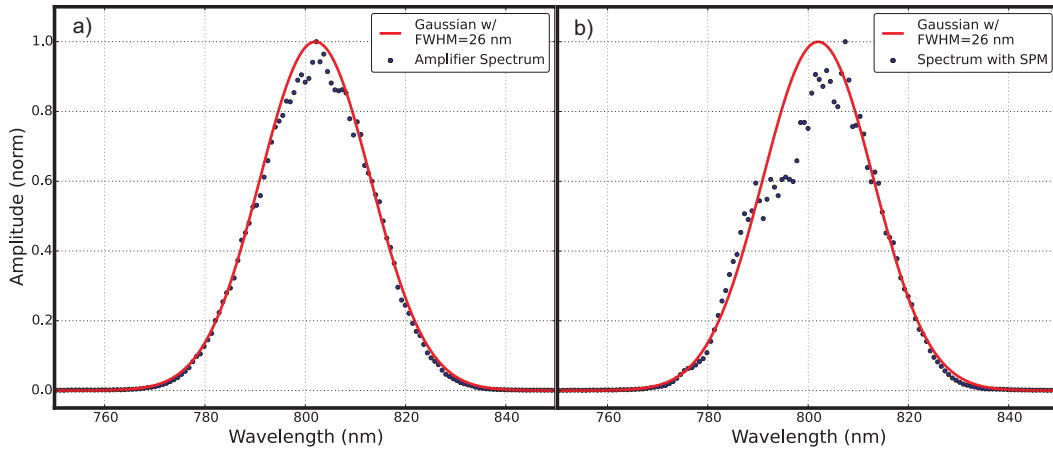 a)
Gaussian w/
FWHM=26 nm
Amplifier Spectrum
b)
Gaussian w/
FWHM=26 nm
Spectrum with SPM
Amplitude (norm)
1.0
0.8
0.6
0.4
0.2
0.0
760 780 800 820 840
760 780 800 820 840
Wavelength (nm)
Wavelength (nm)